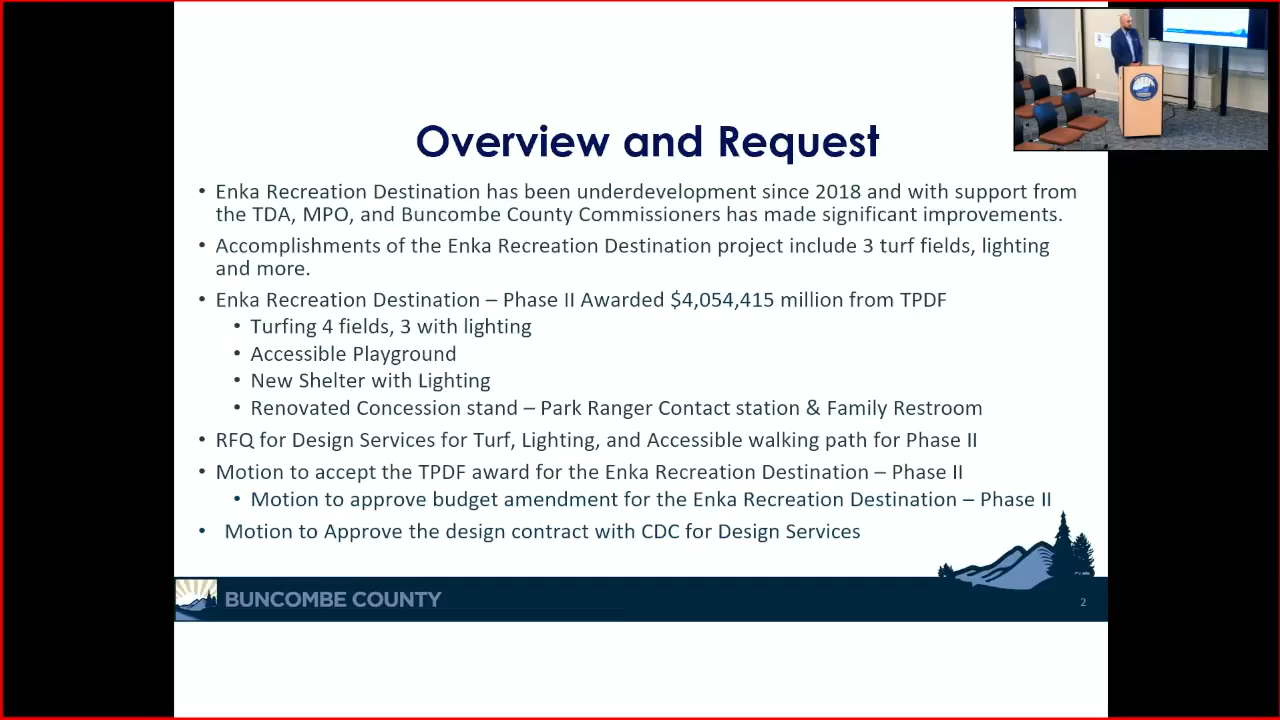 Overview and Request
• Enka Recreation Destination has been underdevelopment since 2018 and with support from
the TDA, MPO, and Buncombe County Commissioners has made significant improvements.
• Accomplishments of the Enka Recreation Destination project include 3 turf fields, lighting
and more.
• Enka Recreation Destination – Phase II Awarded $4,054,415 million from TPDF
• Turfing 4 fields, 3 with lighting
• Accessible Playground
• New Shelter with Lighting
• Renovated Concession stand – Park Ranger Contact station & Family Restroom
• RFQ for Design Services for Turf, Lighting, and Accessible walking path for Phase II
• Motion to accept the TPDF award for the Enka Recreation Destination – Phase II
• Motion to approve budget amendment for the Enka Recreation Destination – Phase II
• Motion to Approve the design contract with CDC for Design Services
BUNCOMBE COUNTY
2